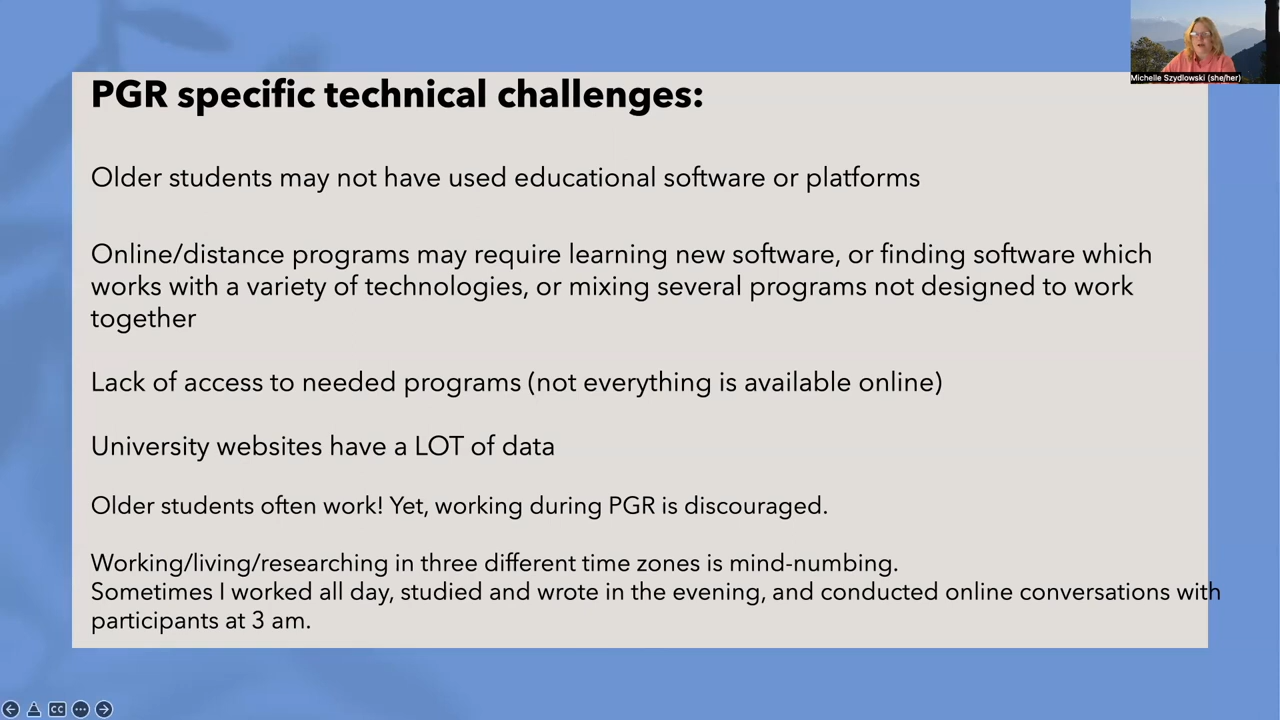 Michelle Szydlowski (she/her)
PGR specific technical challenges:
Older students may not have used educational software or platforms
Online/distance programs may require learning new software, or finding software which
works with a variety of technologies, or mixing several programs not designed to work
together
Lack of access to needed programs (not everything is available online)
University websites have a LOT of data
Older students often work! Yet, working during PGR is discouraged.
Working/living/researching in three different time zones is mind-numbing.
Sometimes I worked all day, studied and wrote in the evening, and conducted online conversations with
participants at 3 am.
CC